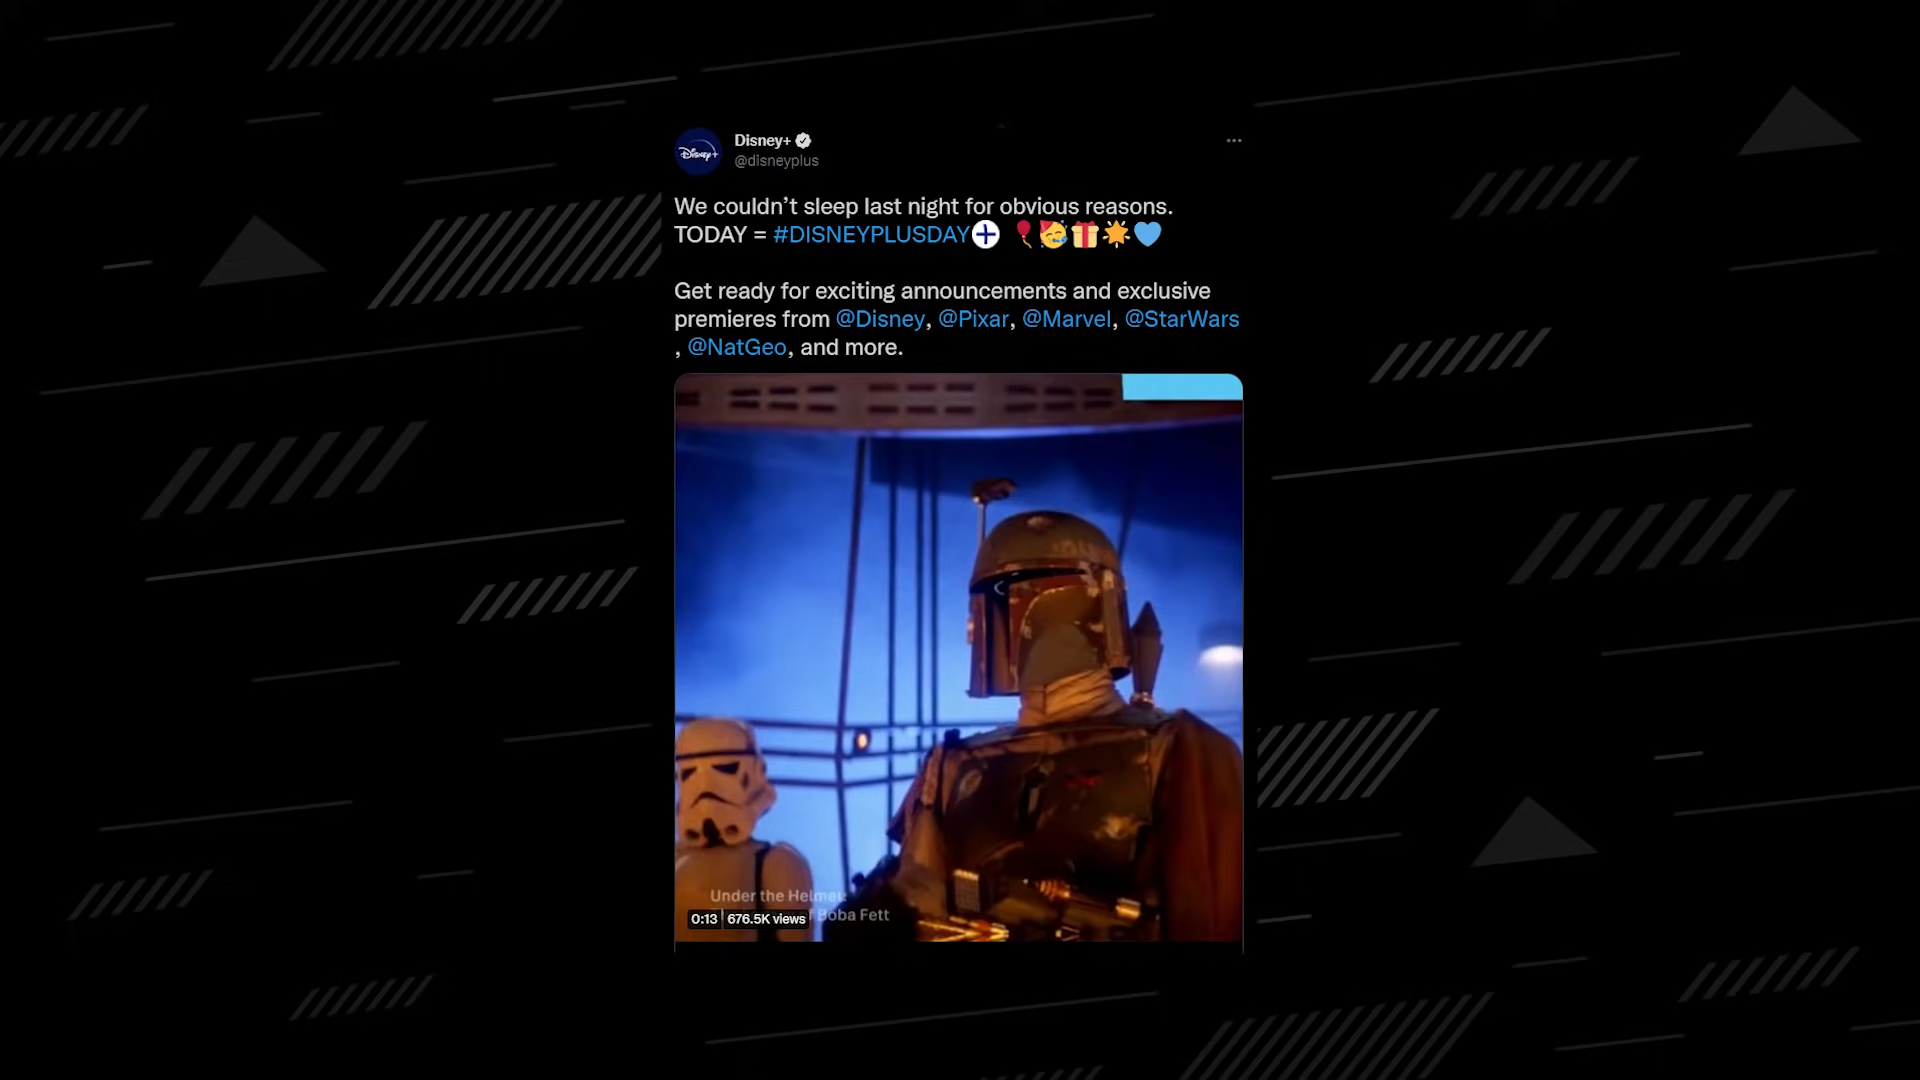 Disney+
Disney+
@disneyplus
We couldn’t sleep last night for obvious reasons.
TODAY = #DISNEYPLUSDAY
Get ready for exciting announcements and exclusive
premieres from @Disney, @Pixar, @Marvel, @StarWars
, @NatGeo, and more.
Under the Helmet:
0:13 676.5K views Boba Fett